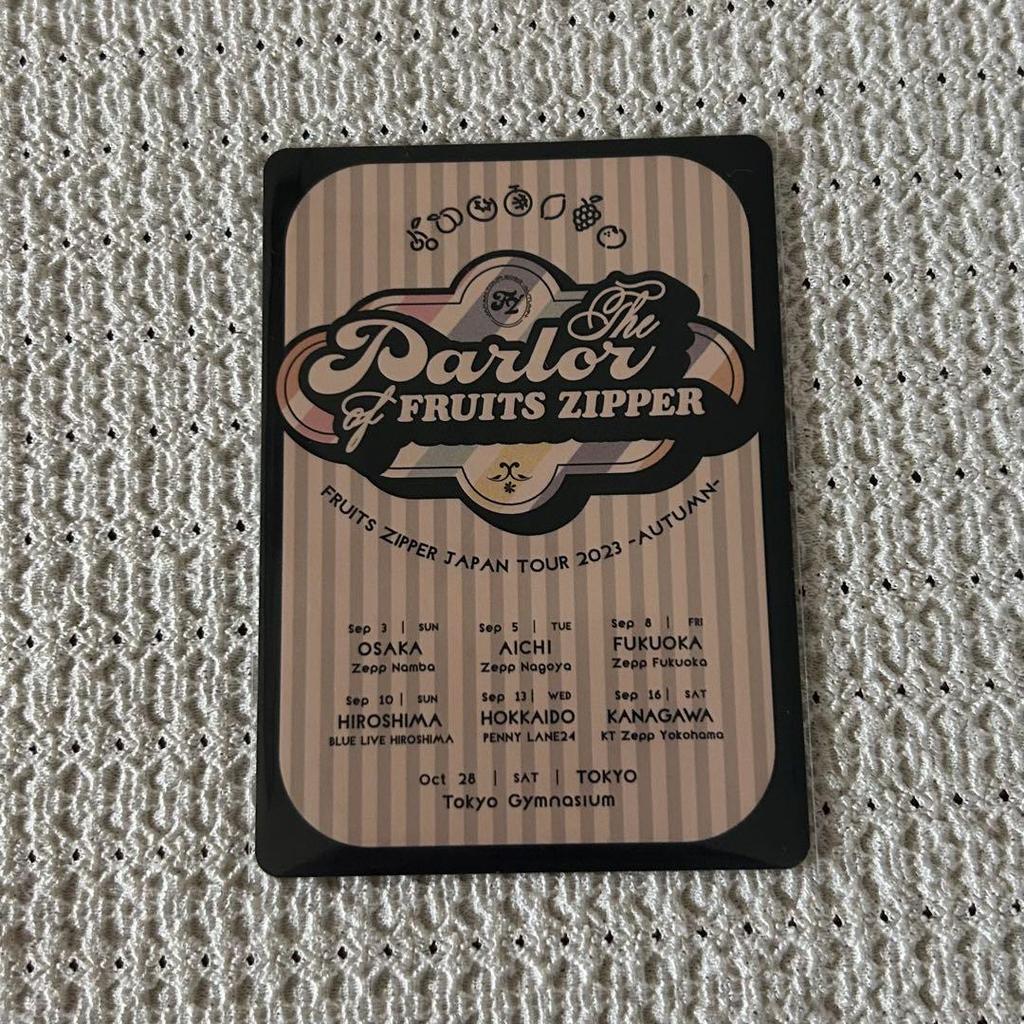 FZ
The
Parlor
of FRUITS ZIPPER
FRUITS ZIPPER JAPAN TOUR 2023 -AUTUMN-
Sep 3 | SUN
OSAKA
Zepp Namba
Sep 5 | TUE
AICHI
Zepp Nagoya
Sep 8 | FRI
FUKUOKA
Zepp Fukuoka
Sep 10 | SUN
HIROSHIMA
BLUE LIVE HIROSHIMA
Sep 13 | WED
HOKKAIDO
PENNY LANE24
Sep 16 | SAT
KANAGAWA
KT Zepp Yokohama
Oct 28 | SAT | TOKYO
Tokyo Gymnasium